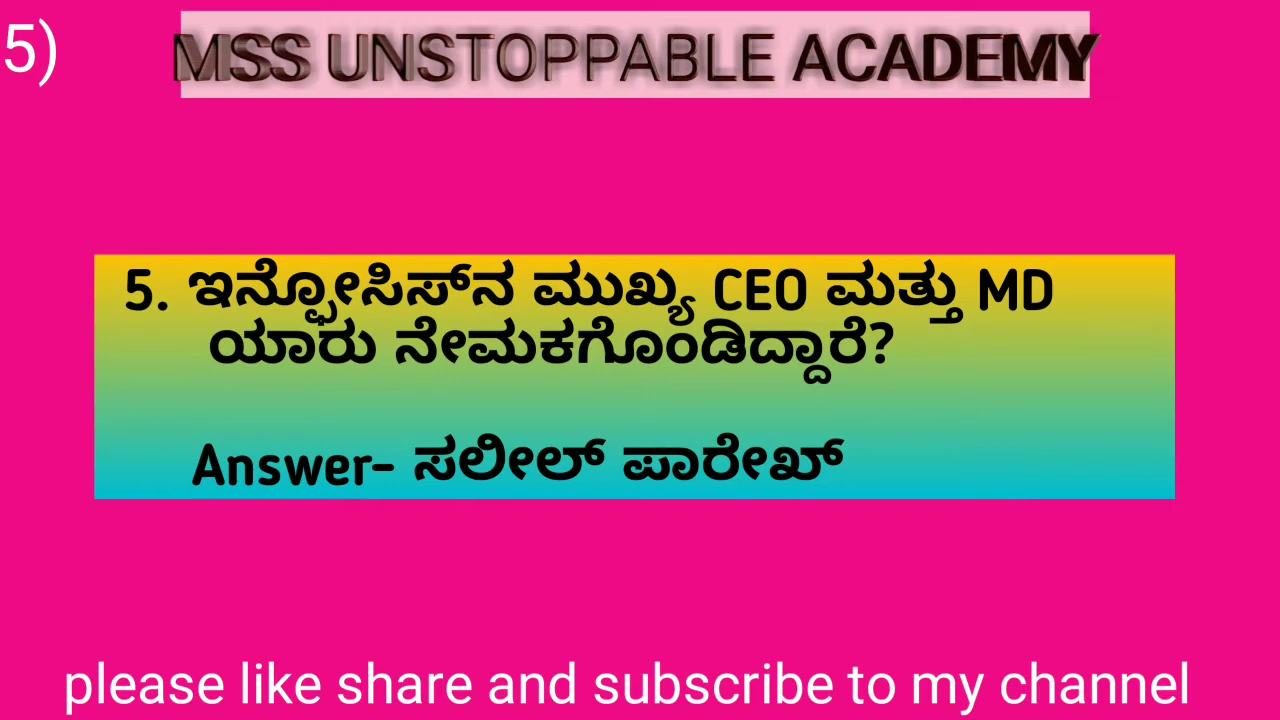 5)
MSS UNSTOPPABLE ACADEMY
5. ಇನ್ಫೋಸಿಸ್‌ನ ಮುಖ್ಯ CEO ಮತ್ತು MD
ಯಾರು ನೇಮಕಗೊಂಡಿದ್ದಾರೆ?
Answer- ಸಲೀಲ್ ಪಾರೇಖ್
please like share and subscribe to my channel